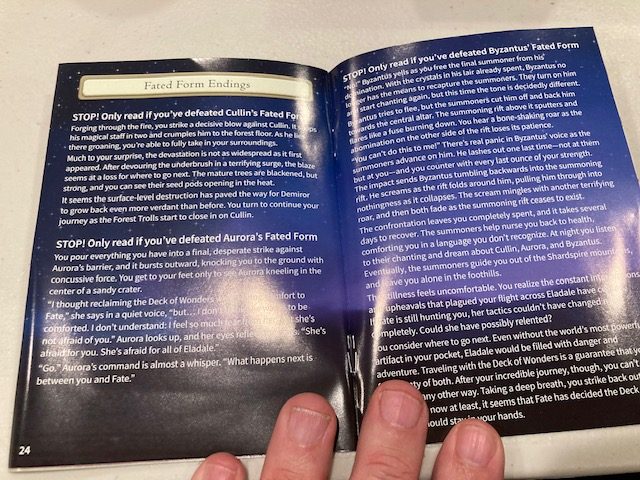 Fated Form Endings
STOP! Only read if you've defeated Cullin's Fated Form
Forging through the fire, you strike a decisive blow against Cullin. It
his magical staff in two and crumples him to the forest floor. As he
there groaning, you're able to fully take in your surroundings.
Much to your surprise, the devastation is not as widespread as it first
appeared. After devouring the underbrush in a terrifying surge, the blaze
seems at a loss for where to go next. The mature trees are blackened, but
strong, and you can see their seed pods opening in the heat.
It seems the surface-level destruction has paved the way for Demiror
to grow back even more verdant than before. You turn to continue your
journey as the Forest Trolls start to close in on Cullin.
STOP! Only read if you've defeated Aurora's Fated Form
You pour everything you have into a final, desperate strike against
Aurora's barrier, and it bursts outward, knocking you to the ground with
concussive force. You get your feet only to see Aurora kneeling in the
center of a sandy crater.
"I thought reclaiming the Deck of Wonders comfort to
Fate," she says in a quiet voice, "but… I to be
comforted. I don't understand: I feel so much she's
not afraid of you." Aurora looks up, and her eyes "She's
afraid for you. She's afraid for all of Eladale."
"Go." Aurora's command is almost a whisper. "What happens next is
between you and Fate."
24
STOP! Only read if you've defeated Byzantus' Fated Form
"No!" Byzantus yells as you free the final summoner from his
domination. With the crystals in his lair already spent, Byzantus no
longer has the means to recapture the summoners. They turn on him
and start chanting again, but this time the tone is decidedly different.
Byzantus tries to flee, but the summoners cut him off and back him
towards the central altar. The summoning rift above it sputters and
flares like a fuse burning down. You hear a bone-shaking roar as the
abomination on the other side of the rift loses its patience.
"You can't do this to me!" There's real panic in Byzantus' voice as the
summoners advance on him. He lashes out one last time—not at them
but at you—and you counter with every last ounce of your strength.
The impact sends Byzantus tumbling backwards into the summoning
rift. He screams as the rift folds around him, pulling him through into
nothingness as it collapses. The scream mingles with another terrifying
roar, and then both fade as the summoning rift ceases to exist.
The confrontation leaves you completely spent, and it takes several
days to recover. The summoners help nurse you back to health,
comforting you in a language you don't recognize. At night you listen
to their chanting and dream about Cullin, Aurora, and Byzantus.
Eventually, the summoners guide you out of the Shardspire mountains
and leave you alone in the foothills.
The stillness feels uncomfortable. You realize the constant
and upheavals that plagued your flight across Eladale have
If Fate is still hunting you, her tactics couldn't have changed
completely. Could she have possibly relented?
You consider where to go next. Even without the world's most powerful
artifact in your pocket, Eladale would be filled with danger and
adventure. Traveling with the Deck of Wonders is a guarantee that
of both. After your incredible journey, though, you can't
any other way. Taking a deep breath, you strike back out
now at least, it seems that Fate has decided the Deck
should stay in your hands.